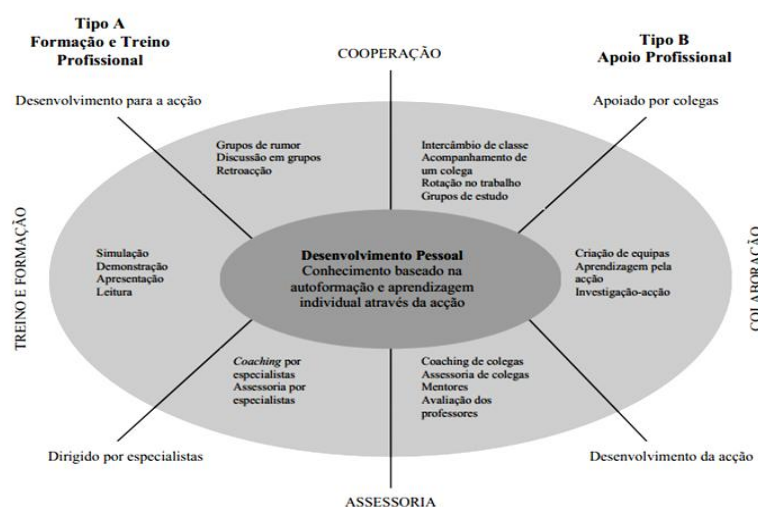 Tipo A
Formação e Treino
Profissional
COOPERAÇÃO
Tipo B
Apoio Profissional
Desenvolvimento para a acção
Apoiado por colegas
Grupos de rumor
Discussão em grupos
Retroacção
Intercâmbio de classe
Acompanhamento de
um colega
Rotação no trabalho
Grupos de estudo
TREINO E FORMAÇÃO
Simulação
Demonstração
Apresentação
Leitura
Desenvolvimento Pessoal
Conhecimento baseado na
autoformação e aprendizagem
individual através da acção
Criação de equipas
Aprendizagem pela
acção
Investigação-acção
COLABORAÇÃO
Coaching por
especialistas
Assessoria por
especialistas
Coaching de colegas
Assessoria de colegas
Mentores
Avaliação dos
professores
Dirigido por especialistas
Desenvolvimento da acção
ASSESSORIA